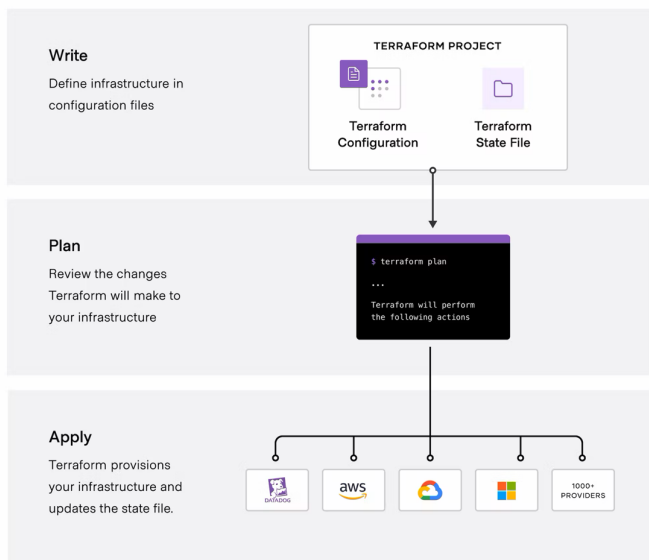 Write
Define infrastructure in
configuration files
TERRAFORM PROJECT
Terraform
Configuration
Terraform
State File
Plan
Review the changes
Terraform will make to
your infrastructure
$ terraform plan
...
Terraform will perform
the following actions
Apply
Terraform provisions
your infrastructure and
updates the state file.
DATADOG
aws
1000+
PROVIDERS